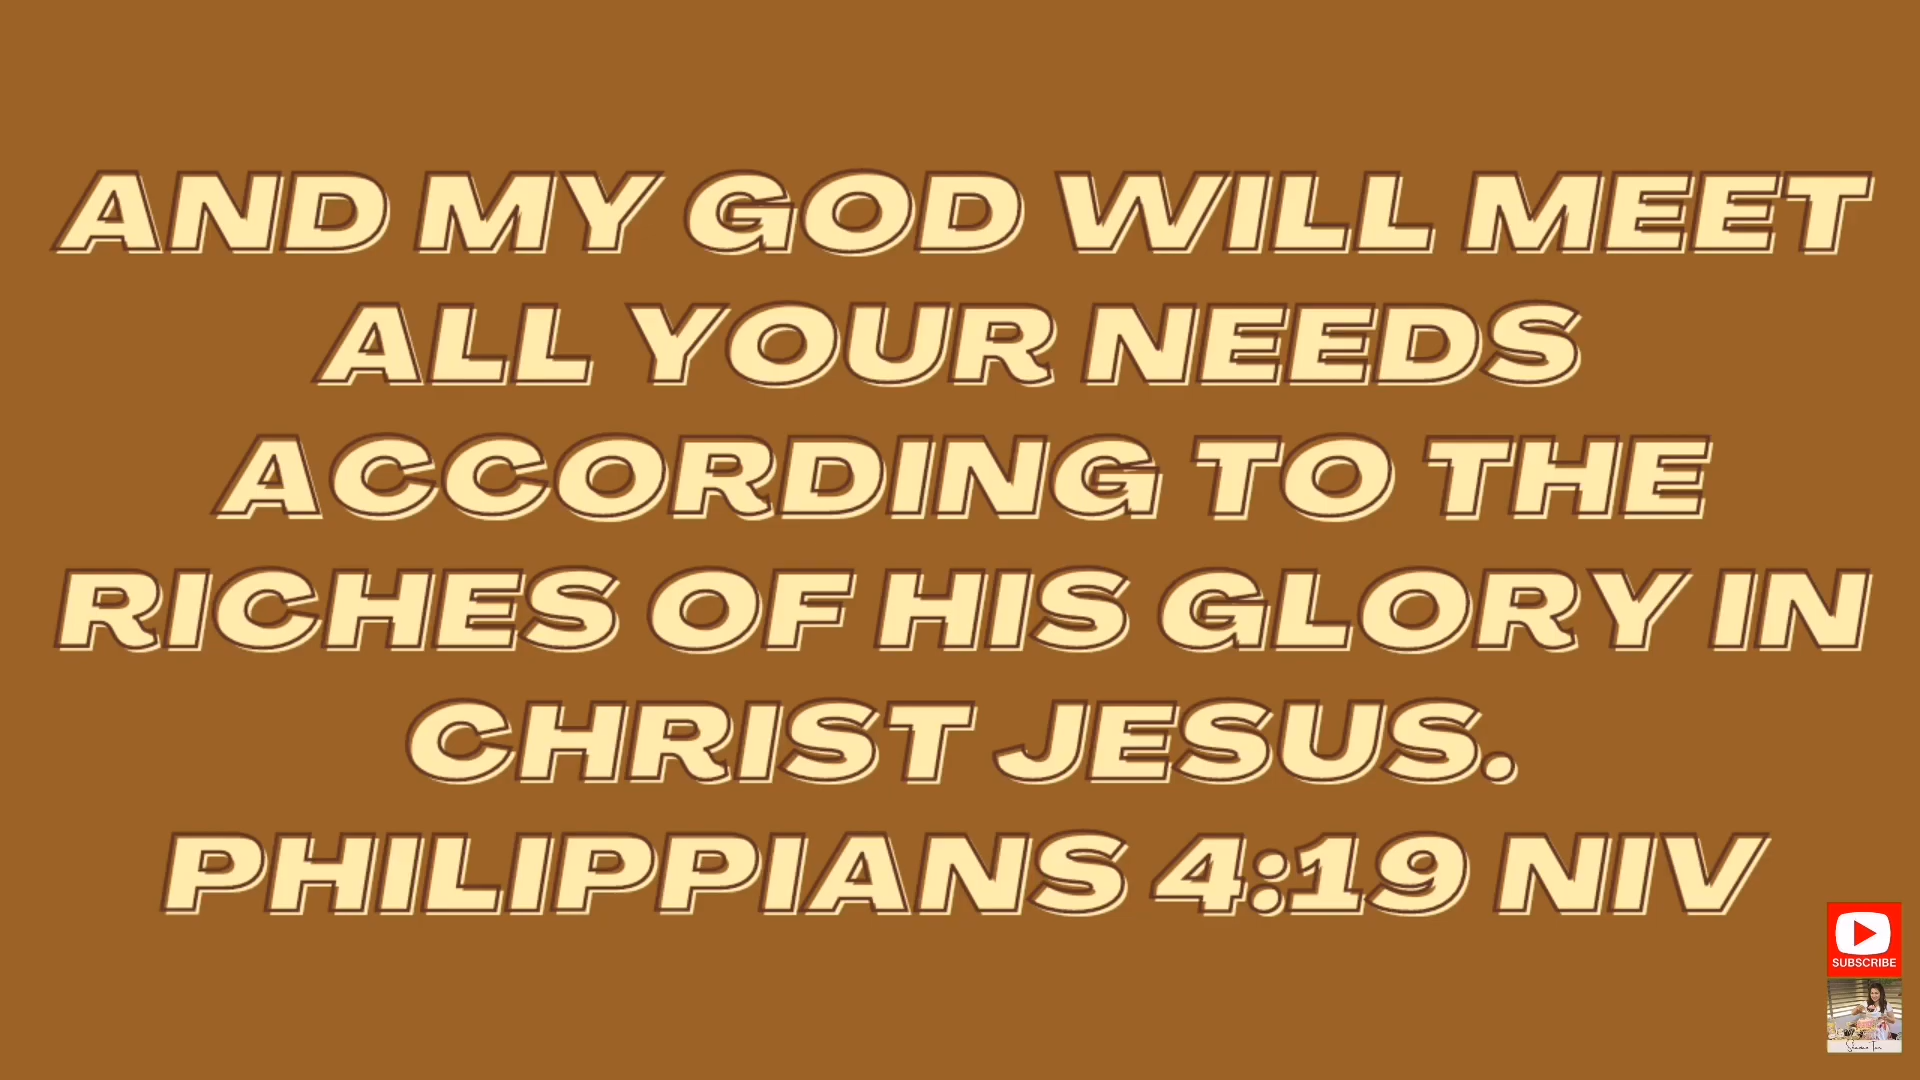 AND MY GOD WILL MEET
ALL YOUR NEEDS
ACCORDING TO THE
RICHES OF HIS GLORY IN
CHRIST JESUS.
PHILIPPIANS 4:19 NIV
SUBSCRIBE